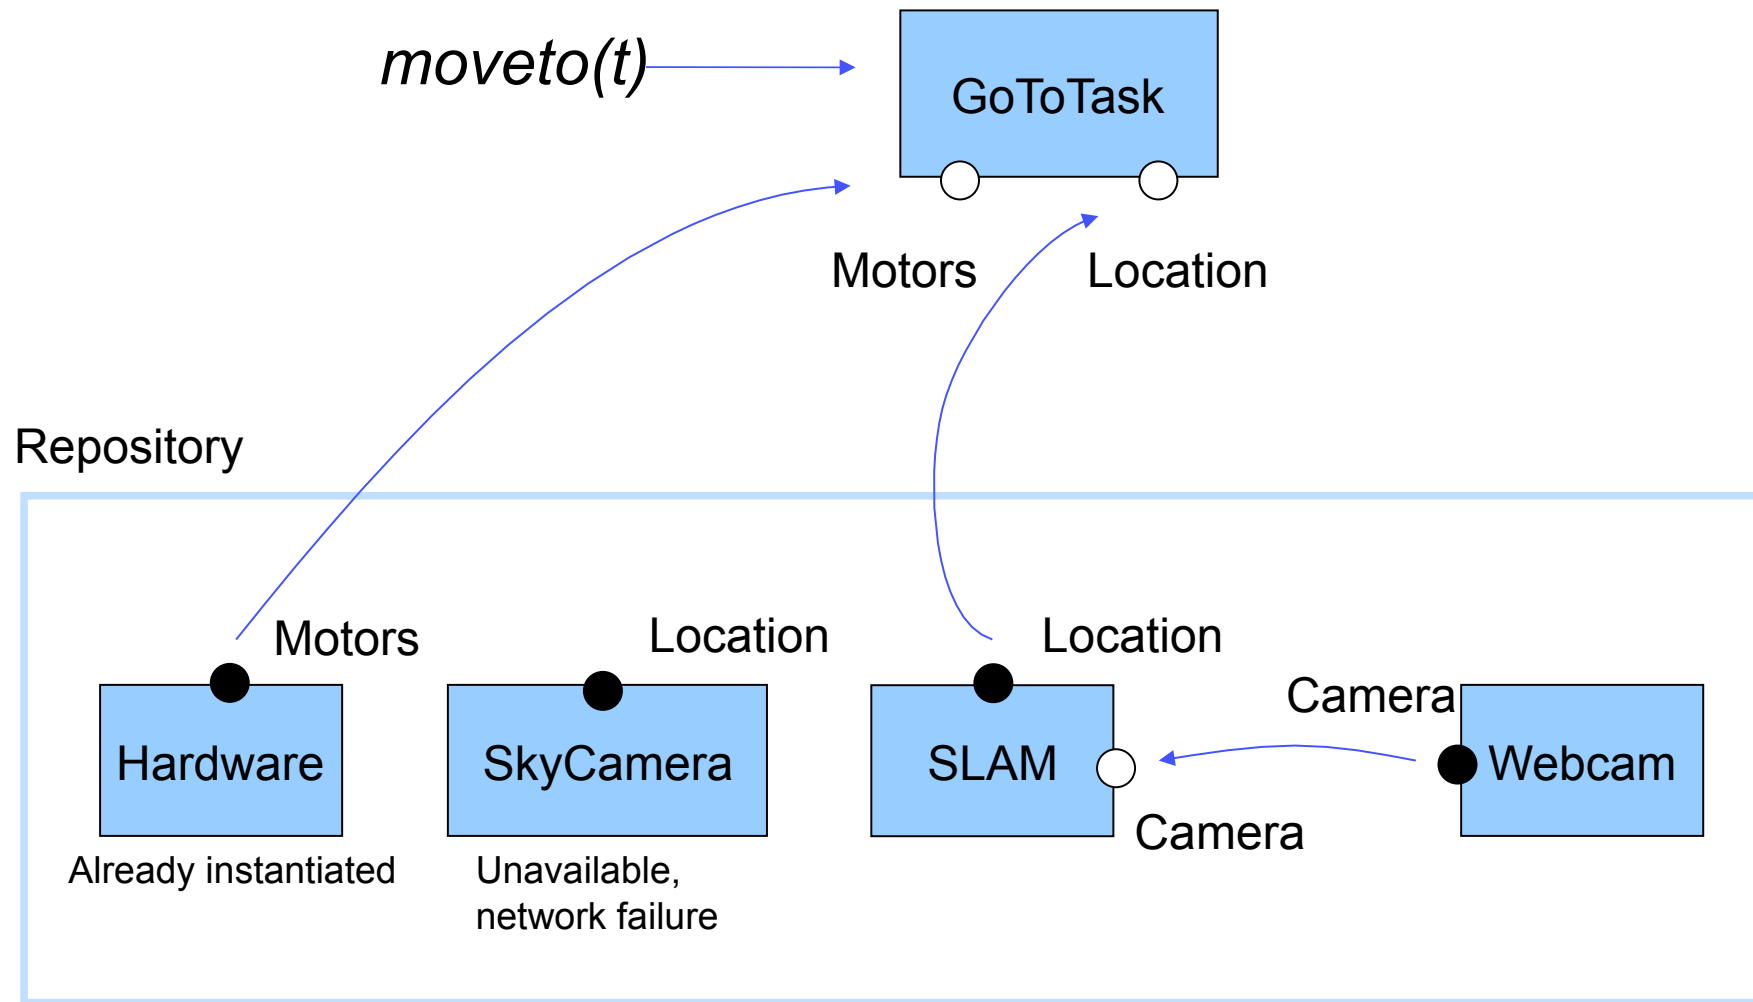 moveto(t)
GoToTask
Motors
Location
Repository
Motors
Location
Location
Camera
Hardware
SkyCamera
SLAM
Webcam
Camera
Already instantiated
Unavailable,
network failure